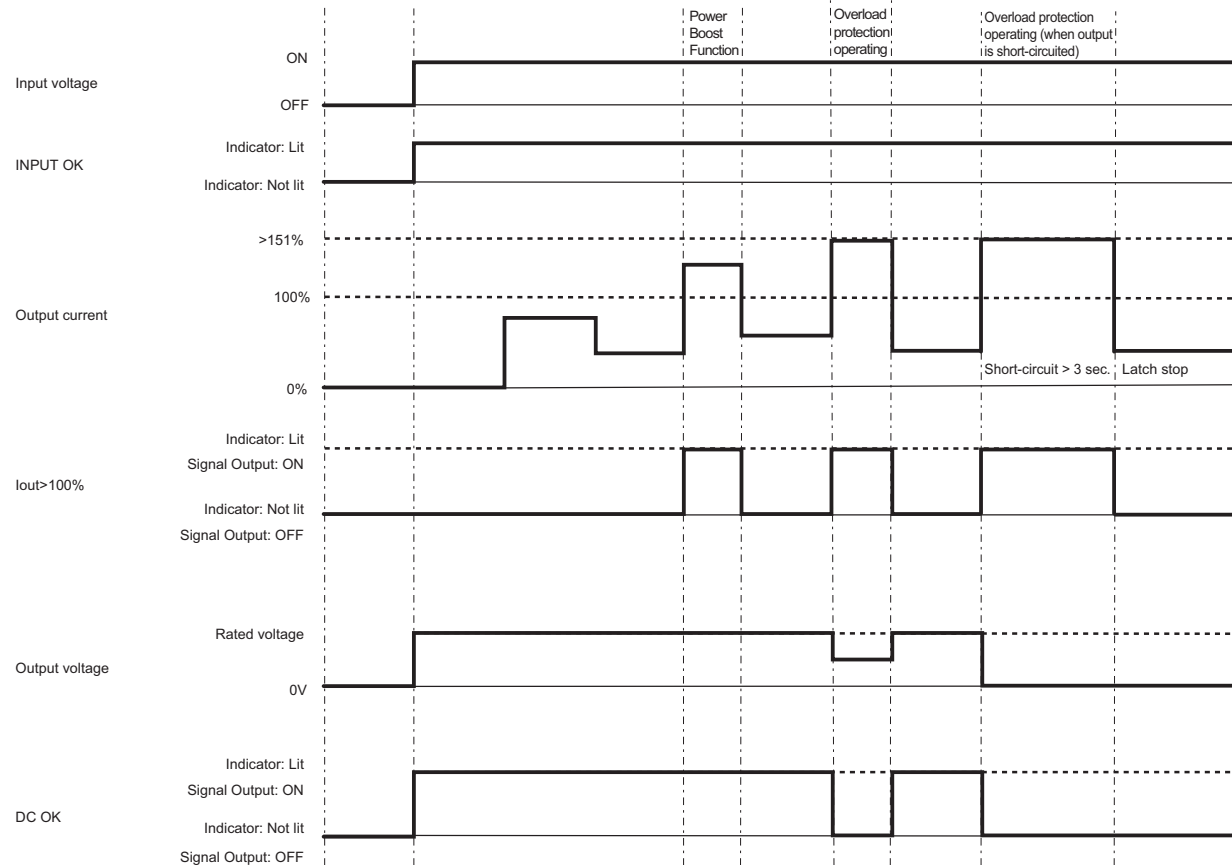 Power
Boost
Function
Overload
protection
operating
Overload protection
operating (when output
is short-circuited)
ON
Input voltage
OFF
Indicator: Lit
INPUT OK
Indicator: Not lit
>151%
100%
Output current
Short-circuit > 3 sec.
Latch stop
0%
Indicator: Lit
Signal Output: ON
Iout>100%
Indicator: Not lit
Signal Output: OFF
Rated voltage
Output voltage
0V
Indicator: Lit
Signal Output: ON
DC OK
Indicator: Not lit
Signal Output: OFF